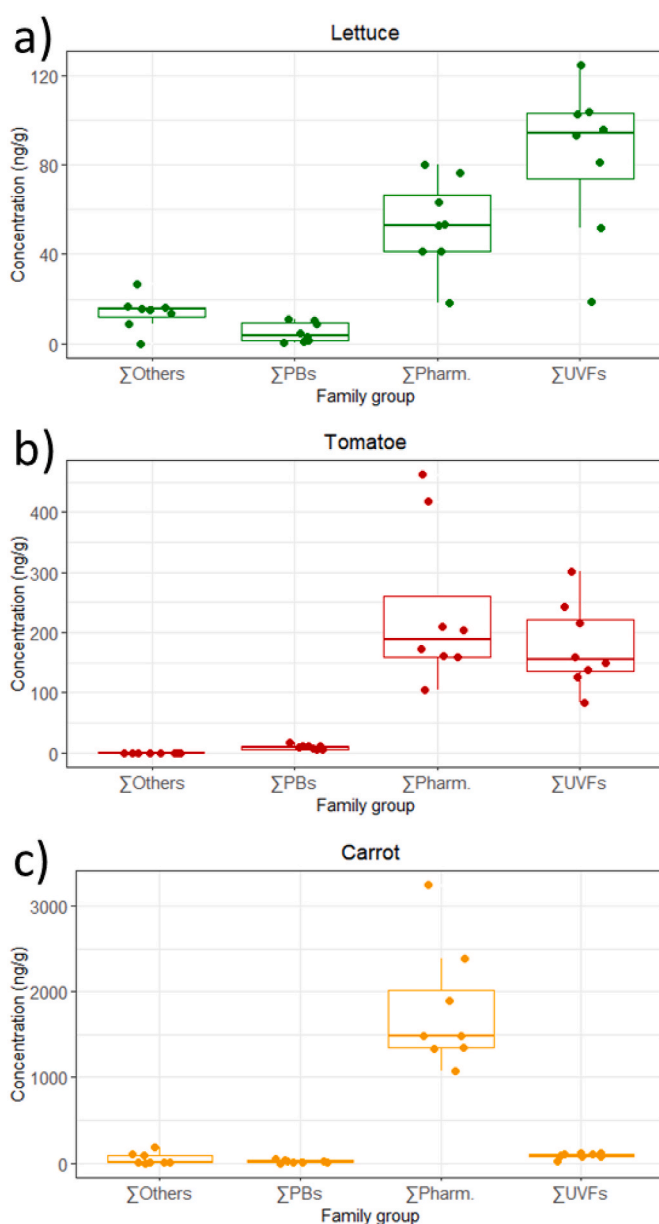 a)
Lettuce
Concentration (ng/g)
120
80
40
0
∑Others ∑PBs ∑Pharm. ∑UVFs
Family group
b)
Tomatoe
Concentration (ng/g)
400
300
200
100
0
∑Others ∑PBs ∑Pharm. ∑UVFs
Family group
c)
Carrot
Concentration (ng/g)
3000
2000
1000
0
∑Others ∑PBs ∑Pharm. ∑UVFs
Family group